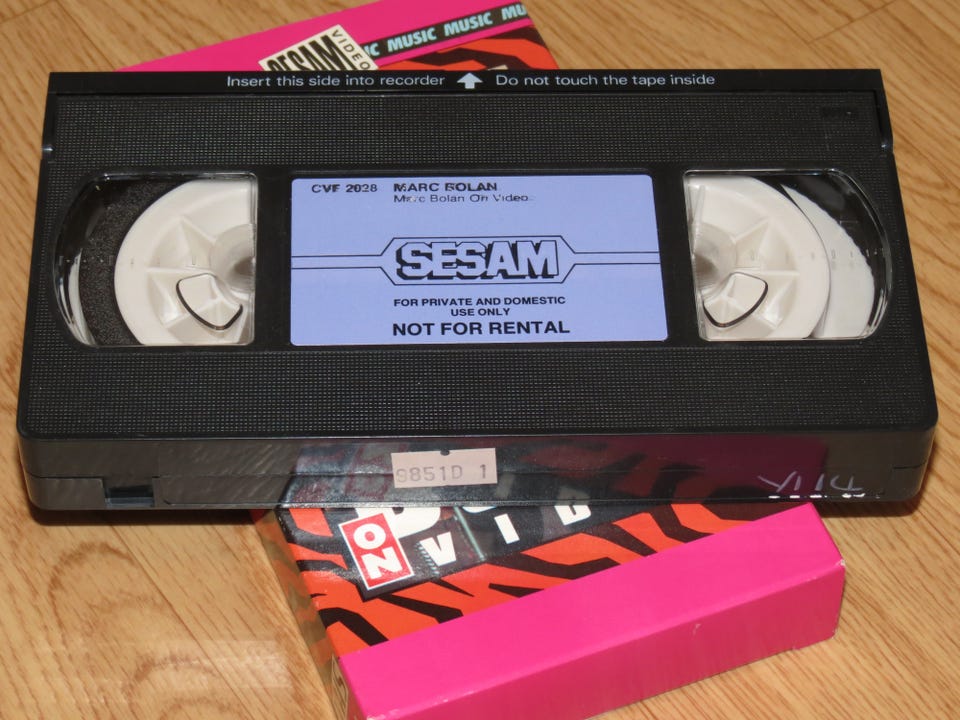 MUSIC MUSIC MU
SESAM
VIDEO
Insert this side into recorder Do not touch the tape inside
CVF 2028 MARC BOLAN
Marc Bolan On Video
SESAM
FOR PRIVATE AND DOMESTIC
USE ONLY
NOT FOR RENTAL
9851D 1
ON
VID